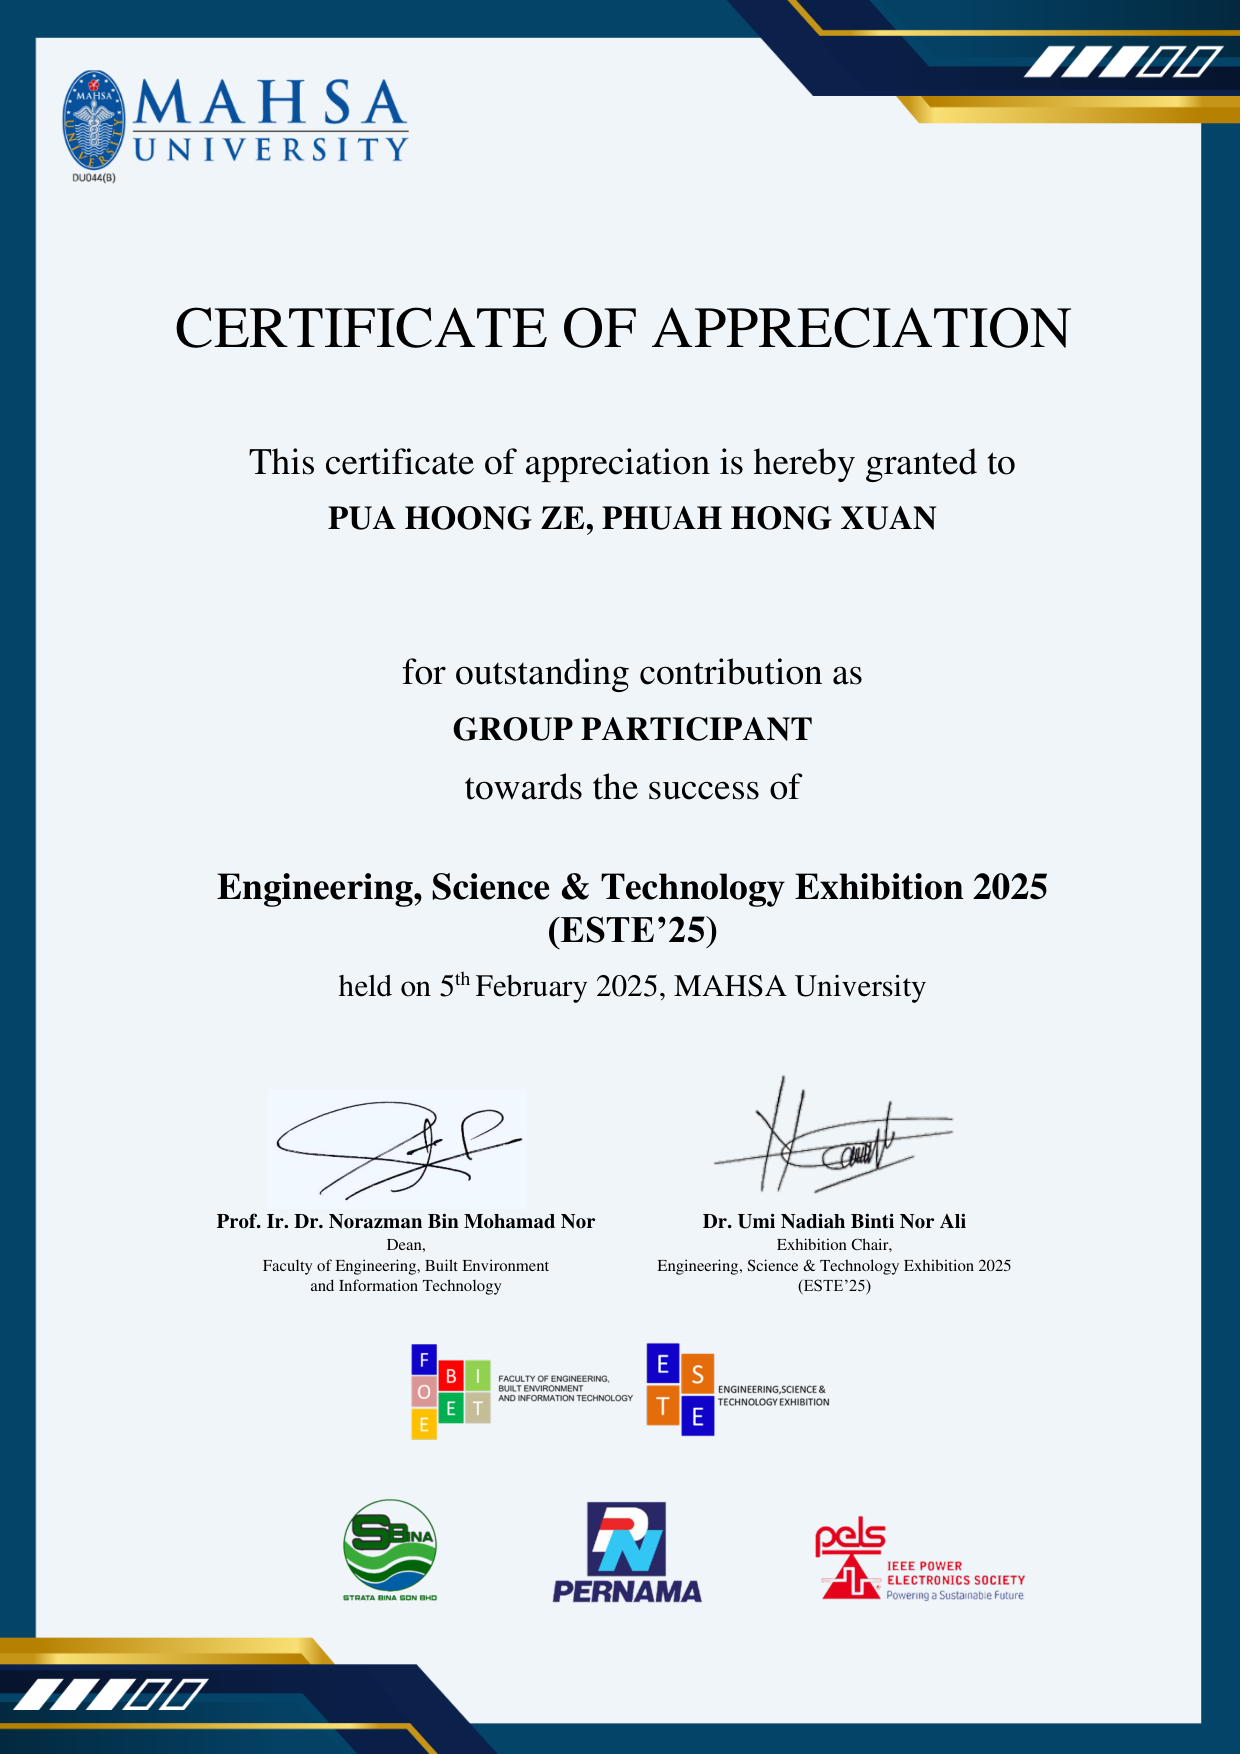 MAHSA
UNIVERSITY
MAHSA
UNIVERSITY
DU044(B)
CERTIFICATE OF APPRECIATION
This certificate of appreciation is hereby granted to
PUA HOONG ZE, PHUAH HONG XUAN
for outstanding contribution as
GROUP PARTICIPANT
towards the success of
Engineering, Science & Technology Exhibition 2025
(ESTE’25)
held on 5th February 2025, MAHSA University
Prof. Ir. Dr. Norazman Bin Mohamad Nor
Dean,
Faculty of Engineering, Built Environment
and Information Technology
Dr. Umi Nadiah Binti Nor Ali
Exhibition Chair,
Engineering, Science & Technology Exhibition 2025
(ESTE’25)
F
B I
O
E T
E
FACULTY OF ENGINEERING,
BUILT ENVIRONMENT
AND INFORMATION TECHNOLOGY
E S
T E
ENGINEERING,SCIENCE &
TECHNOLOGY EXHIBITION
SBINA
STRATA BINA SDN BHD
PN
PERNAMA
pels
IEEE POWER
ELECTRONICS SOCIETY
Powering a Sustainable Future